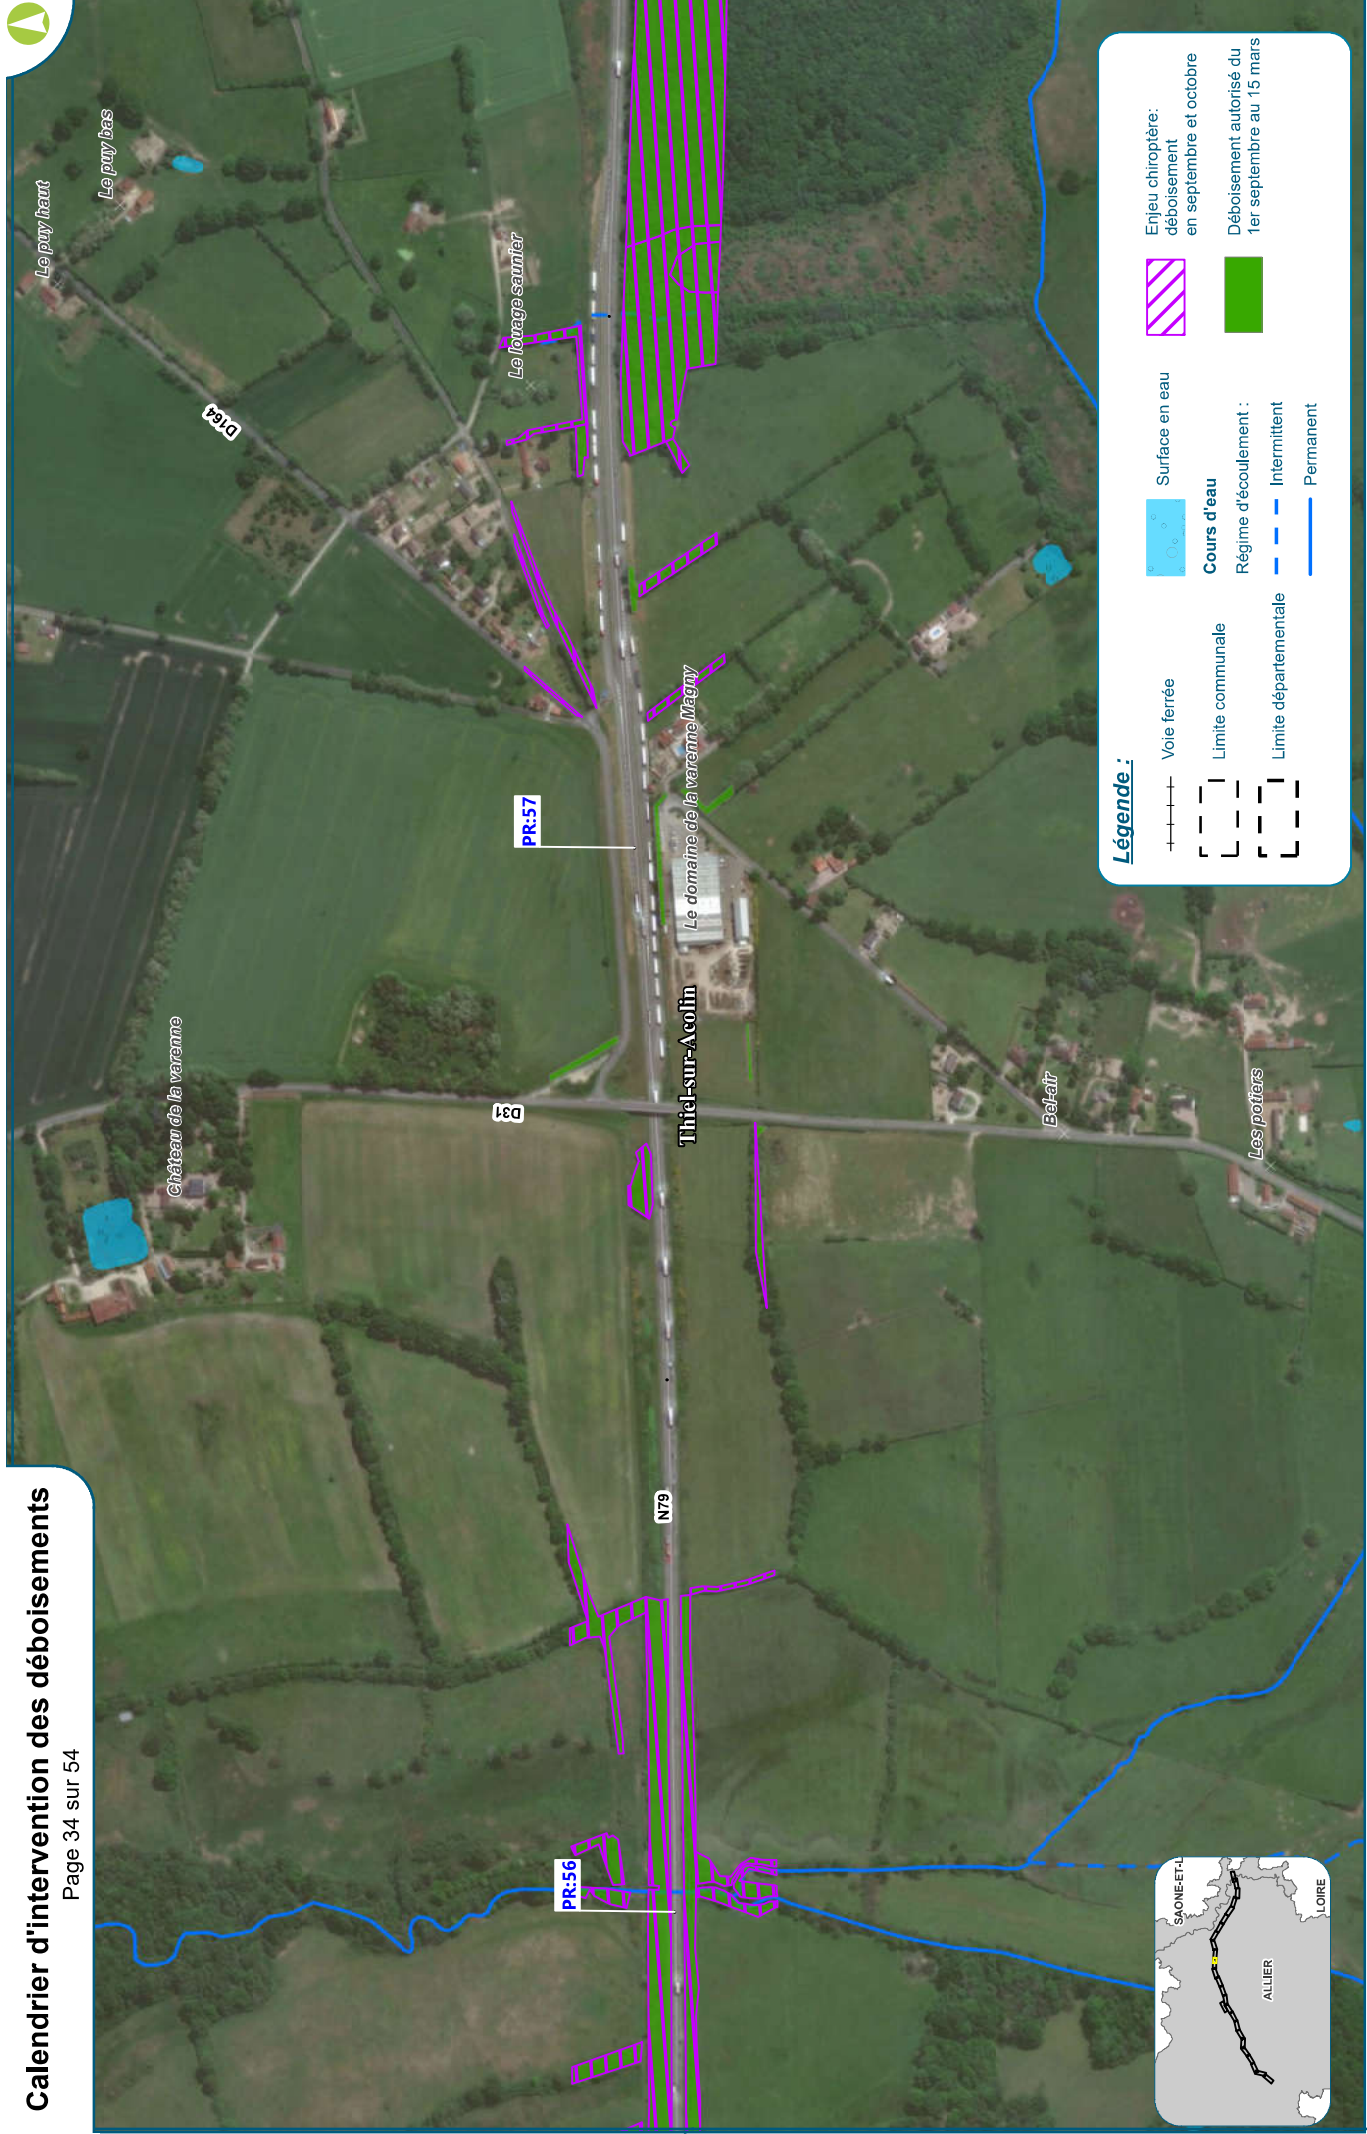 Calendrier d'intervention des déboisements
Page 34 sur 54
Le puy haut
Le puy bas
D164
Le louage saunier
Château de la varenne
PR:57
D31
Le domaine de la varenne Magny
Thiel-sur-Acolin
N79
PR:56
Bel-air
Les potiers
Légende :
Voie ferrée
Limite communale
Limite départementale
Surface en eau
Cours d'eau
Régime d'écoulement :
Intermittent
Permanent
Enjeu chiroptère:
déboisement
en septembre et octobre
Déboisement autorisé du
1er septembre au 15 mars
SAONE-ET-L
ALLIER
LOIRE